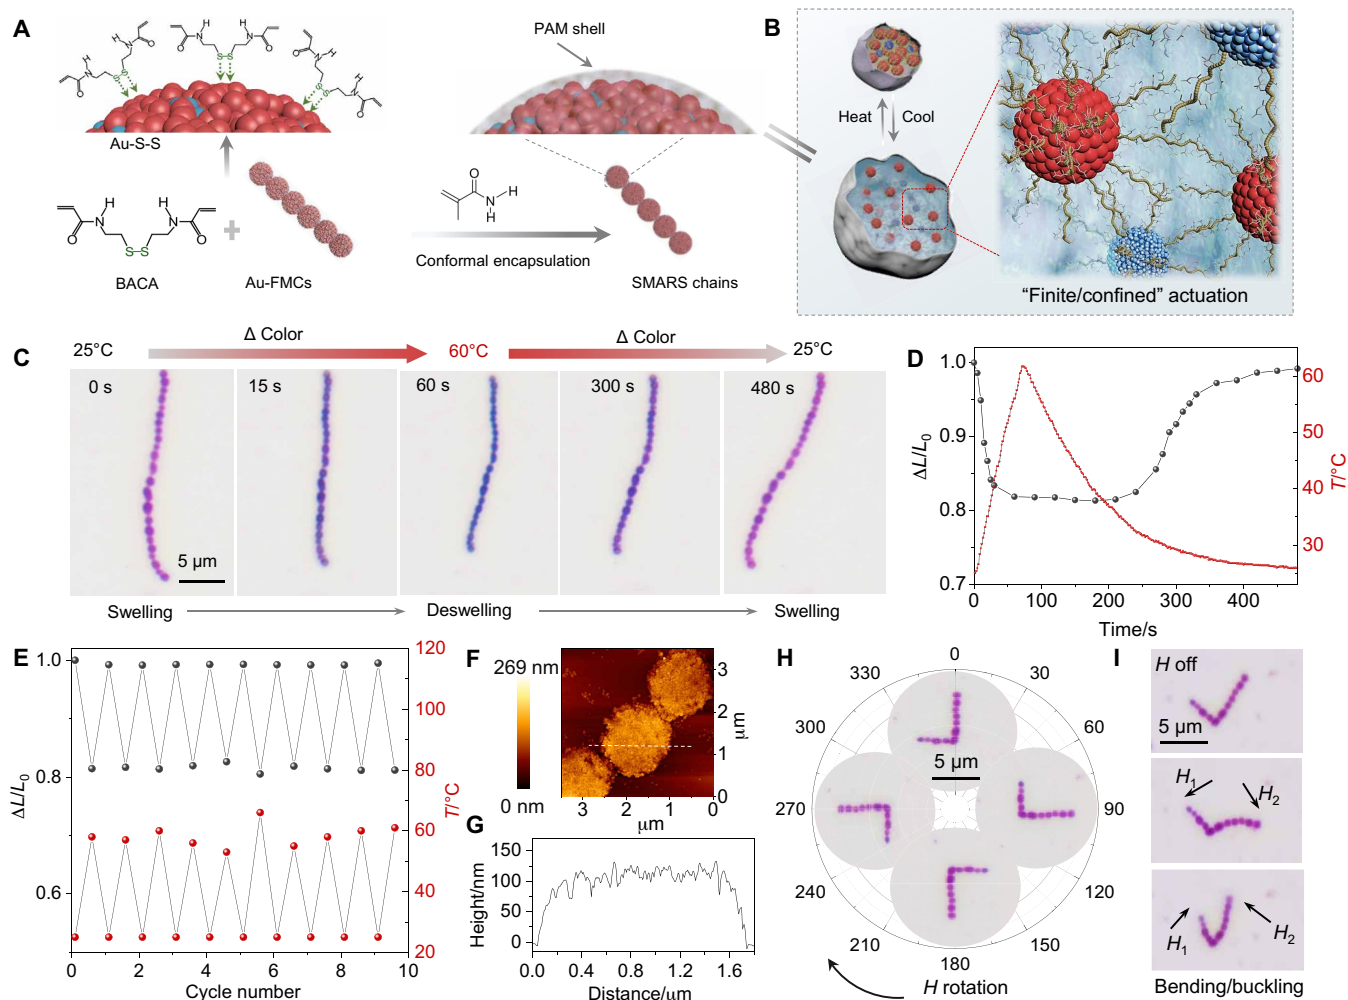 A
H
N
O
S-S
H
N
O
Au-S-S
BACA
Au-FMCs
PAM shell
O
N
H
H
Conformal encapsulation
SMARS chains
B
Heat
Cool
“Finite/confined” actuation
C
25°C
Δ Color
60°C
Δ Color
25°C
0 s
15 s
60 s
300 s
480 s
5 µm
Swelling
Deswelling
Swelling
D
1.0
0.9
0.8
0.7
ΔL/L0
60
50
40
30
T/°C
0
100
200
300
400
Time/s
E
1.0
0.8
0.6
ΔL/L0
120
100
80
60
40
20
T/°C
0
2
4
6
8
10
Cycle number
F
269 nm
0 nm
3
2
1
0
µm
3
2
1
0
µm
G
150
100
50
0
Height/nm
0.0
0.6
1.2
Distance/µm
H
0
30
60
90
120
150
180
210
240
270
300
330
5 µm
H rotation
I
H off
5 µm
H1
H2
H1
H2
Bending/buckling